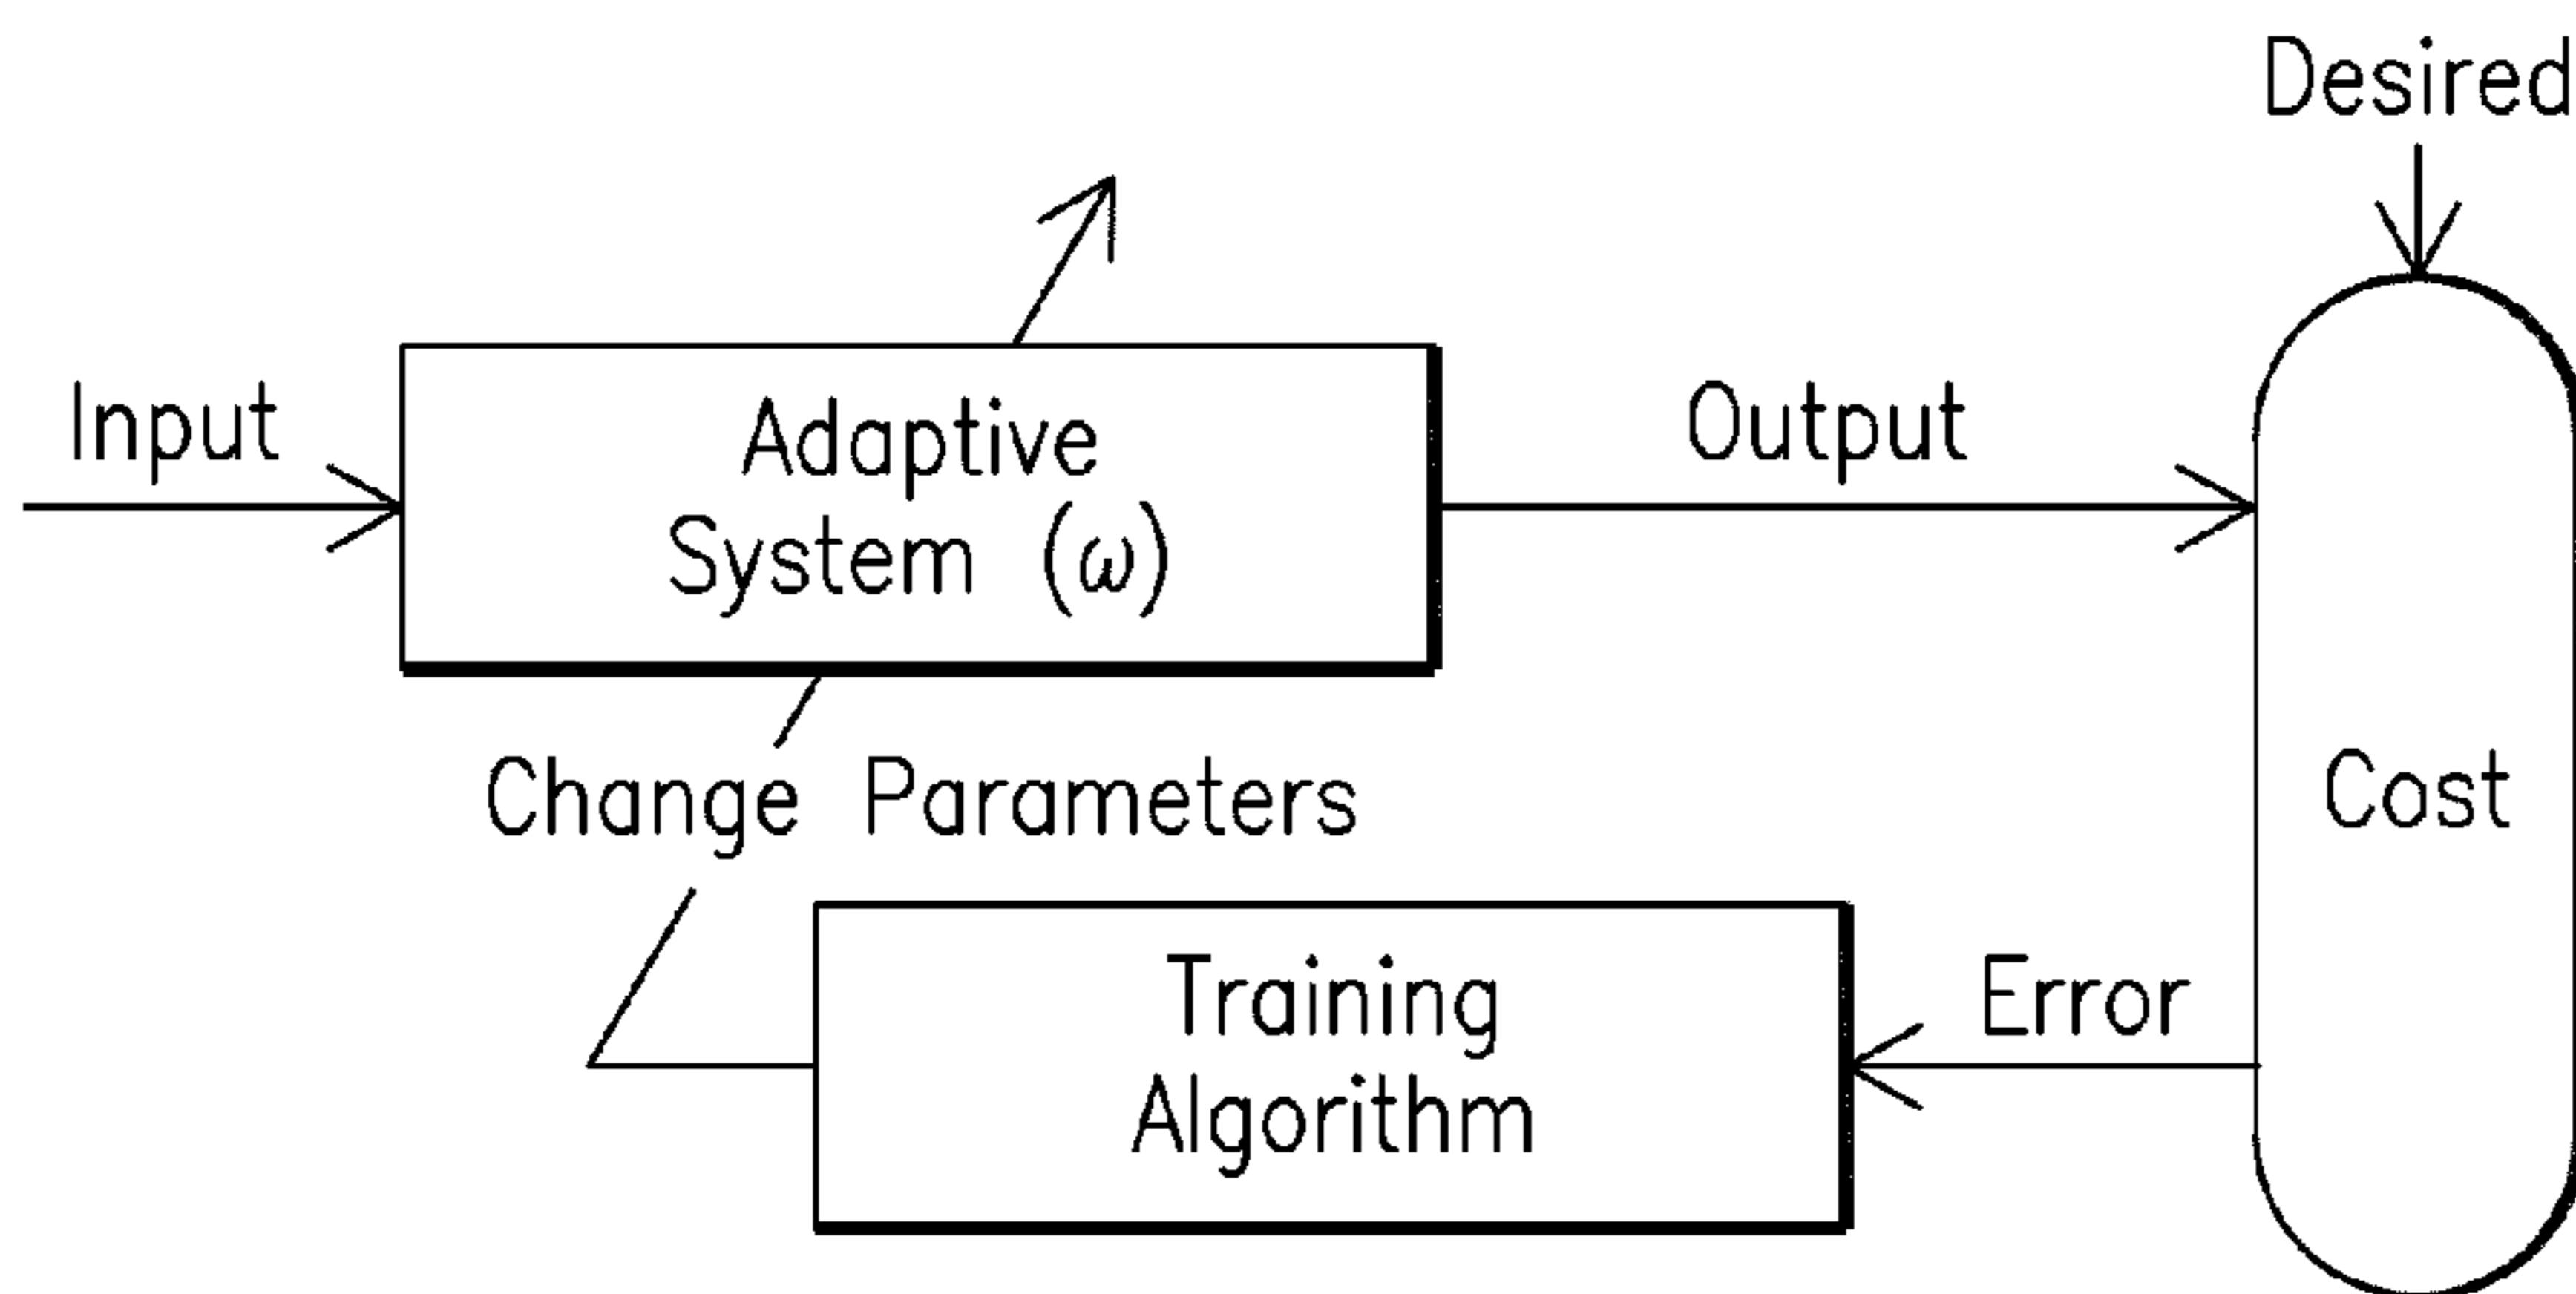 Desired
Input
Adaptive
System (ω)
Output
Change Parameters
Cost
Training
Algorithm
Error